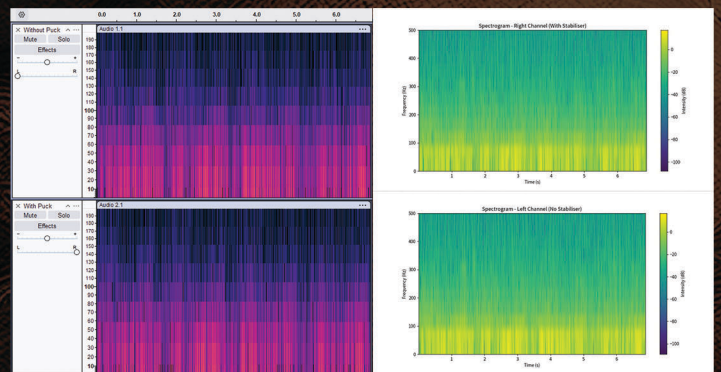 1.0 2.0 3.0 4.0 5.0 6.0
Without Puck
Mute Solo
Effects
- +
L R
Audio 1.1
190
170
160
150
140
130
120
110
100
90
80
70
60
50
40
30
20
10
With Puck
Mute Solo
Effects
- +
L R
Audio 2.1
190
170
160
150
140
130
120
110
100
90
80
70
60
50
40
30
20
10
Spectrogram - Right Channel (With Stabiliser)
500
400
300
200
100
0
Frequency (Hz)
1 2 3 4 5 6
Time (s)
0
−20
−40
−60
−80
−100
Intensity (dB)
Spectrogram - Left Channel (No Stabiliser)
500
400
300
200
100
0
Frequency (Hz)
1 2 3 4 5 6
Time (s)
0
−20
−40
−60
−80
−100
Intensity (dB)